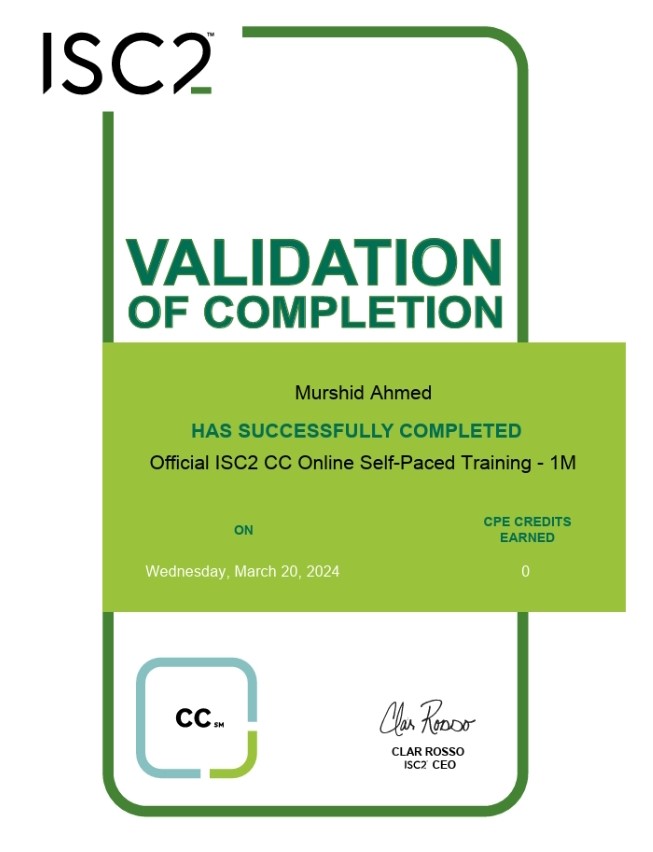 ISC2™
VALIDATION
OF COMPLETION
Murshid Ahmed
HAS SUCCESSFULLY COMPLETED
Official ISC2 CC Online Self-Paced Training - 1M
ON
CPE CREDITS
EARNED
Wednesday, March 20, 2024
0
CC SM
Clar Rosso
CLAR ROSSO
ISC2 CEO